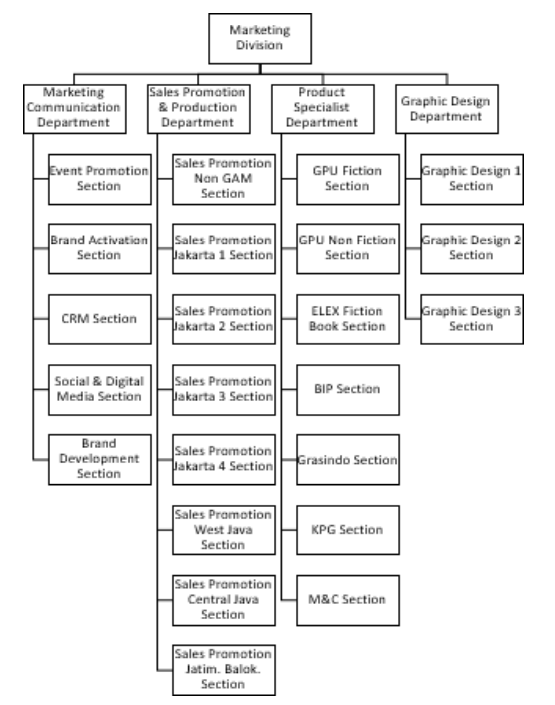 Marketing
Division
Marketing
Communication
Department
Sales Promotion
& Production
Department
Product
Specialist
Department
Graphic Design
Department
Event Promotion
Section
Brand Activation
Section
CRM Section
Social & Digital
Media Section
Brand
Development
Section
Sales Promotion
Non GAM
Section
Sales Promotion
Jakarta 1 Section
Sales Promotion
Jakarta 2 Section
Sales Promotion
Jakarta 3 Section
Sales Promotion
Jakarta 4 Section
Sales Promotion
West Java
Section
Sales Promotion
Central Java
Section
Sales Promotion
Jatim. Balok.
Section
GPU Fiction
Section
GPU Non Fiction
Section
ELEX Fiction
Book Section
BIP Section
Grasindo Section
KPG Section
M&C Section
Graphic Design 1
Section
Graphic Design 2
Section
Graphic Design 3
Section